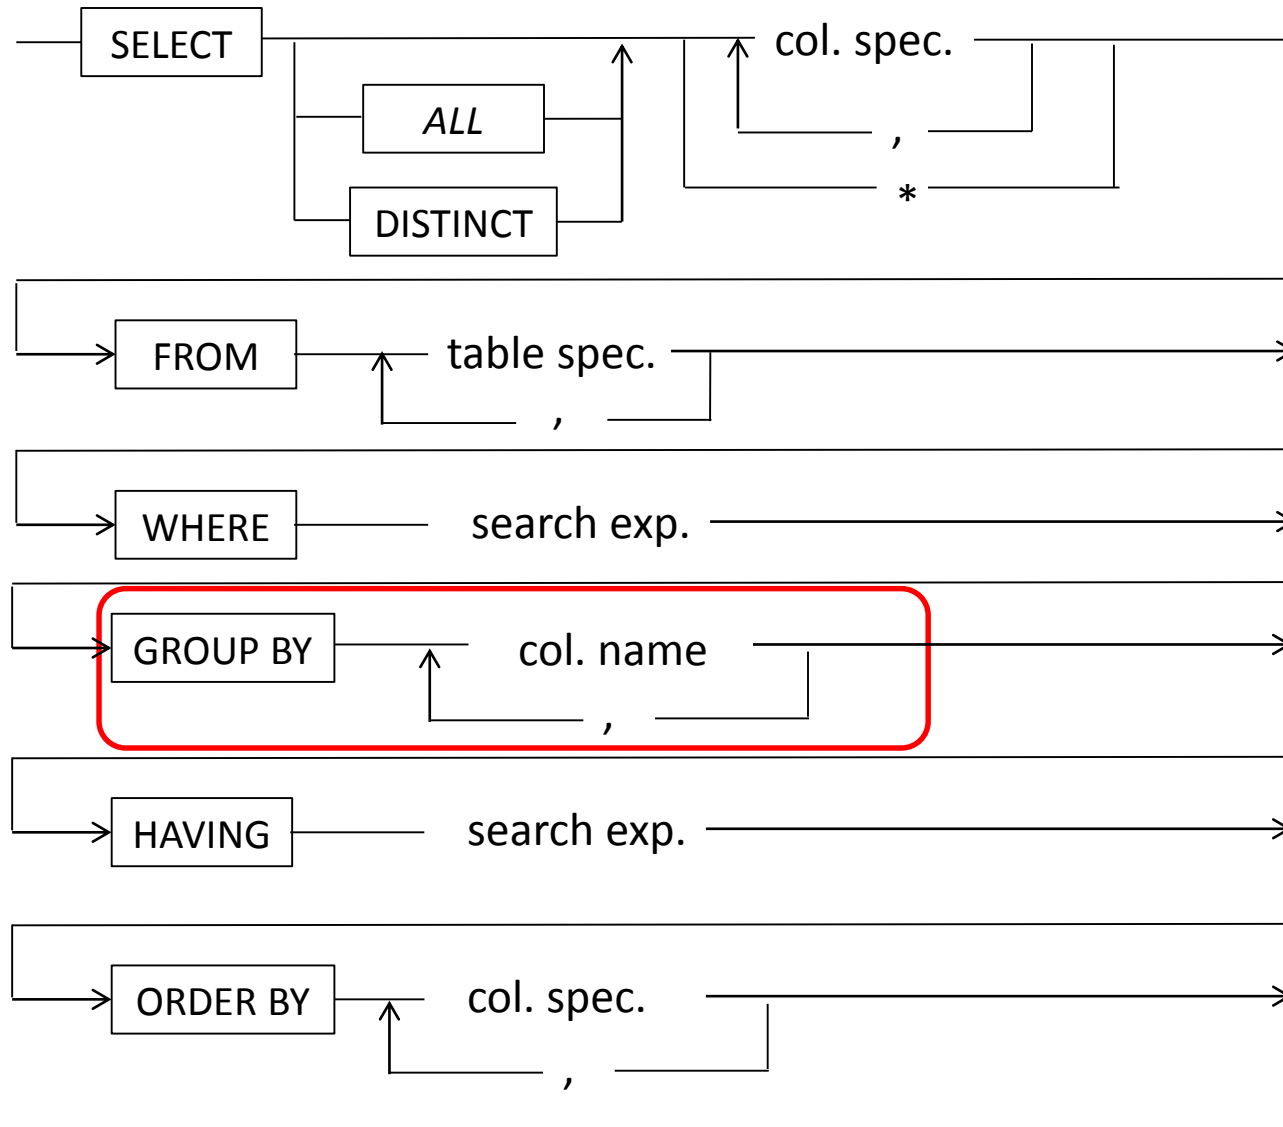 SELECT col. spec.
ALL
,
*
DISTINCT
FROM table spec.
,
WHERE search exp.
GROUP BY col. name
,
HAVING search exp.
ORDER BY col. spec.
,